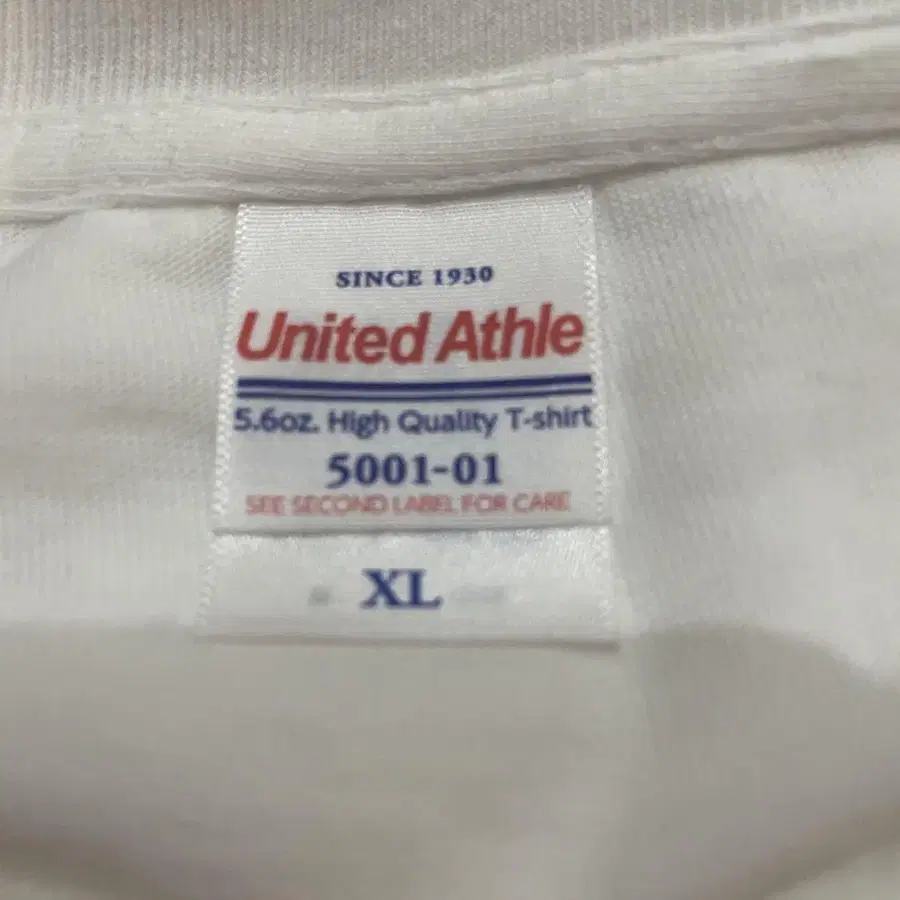 SINCE 1930
United Athle
5.6oz. High Quality T-shirt
5001-01
SEE SECOND LABEL FOR CARE
XL